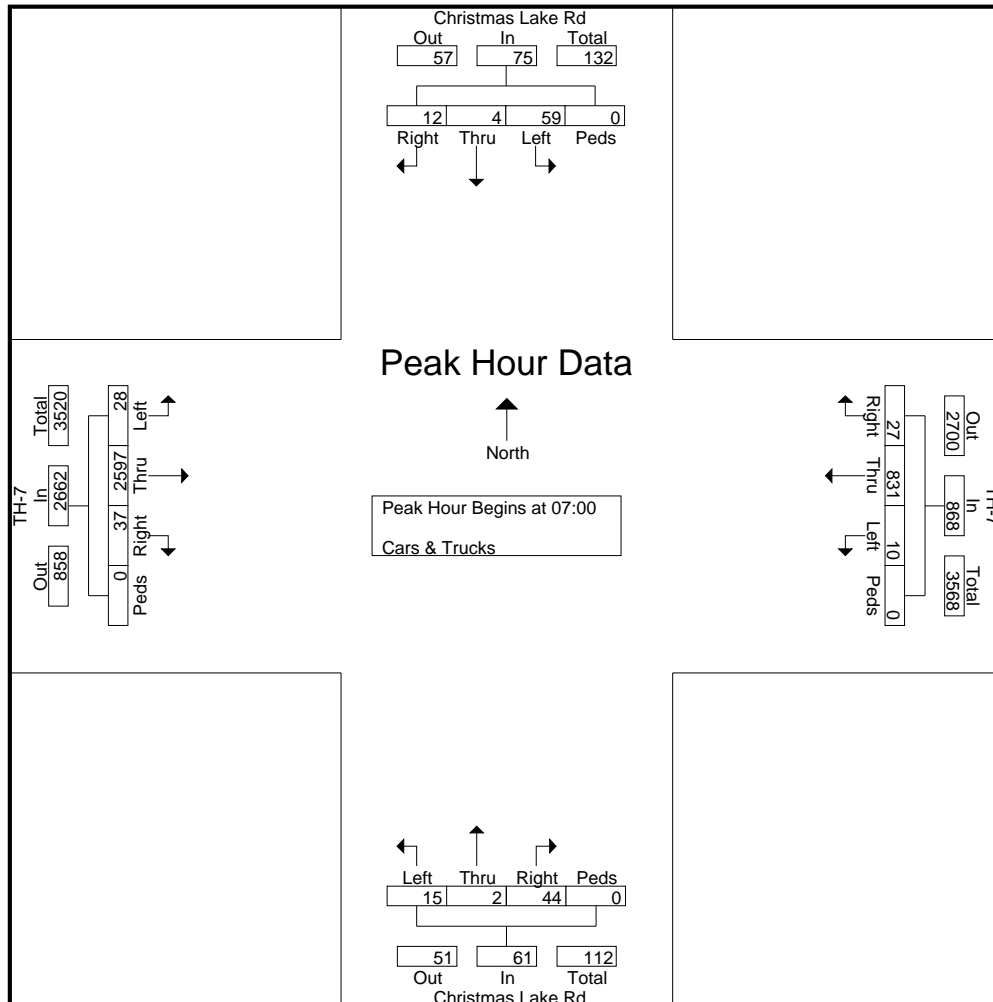 Christmas Lake Rd
Out In Total
57 75 132
12 4 59 0
Right Thru Left Peds
Peak Hour Data
North
Peak Hour Begins at 07:00
Cars & Trucks
TH-7
Out In Total
858 2662 3520
0 37 2597 28
Peds Right Thru Left
TH-7
Out In Total
2700 868 3568
27 831 10 0
Right Thru Left Peds
Left Thru Right Peds
15 2 44 0
51 61 112
Out In Total
Christmas Lake Rd